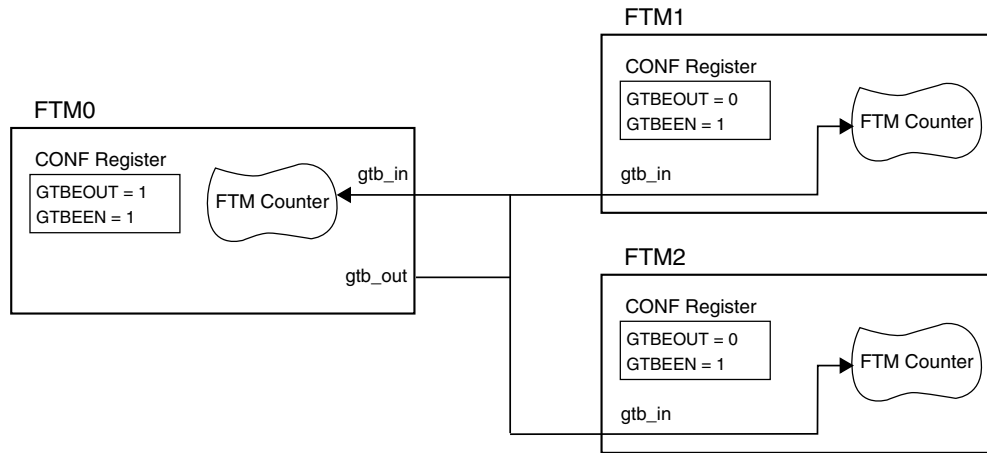 FTM0
CONF Register
GTBEOUT = 1
GTBEEN = 1
FTM Counter
gtb_in
gtb_out
FTM1
CONF Register
GTBEOUT = 0
GTBEEN = 1
FTM Counter
gtb_in
FTM2
CONF Register
GTBEOUT = 0
GTBEEN = 1
FTM Counter
gtb_in